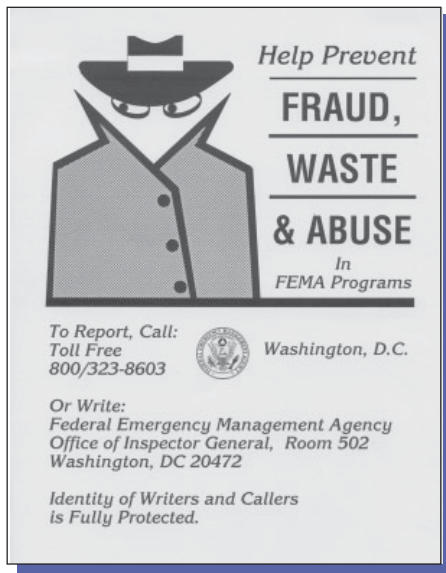 Help Prevent
FRAUD,
WASTE
& ABUSE
In
FEMA Programs
To Report, Call:
Toll Free
800/323-8603
Washington, D.C.
Or Write:
Federal Emergency Management Agency
Office of Inspector General, Room 502
Washington, DC 20472
Identity of Writers and Callers
is Fully Protected.